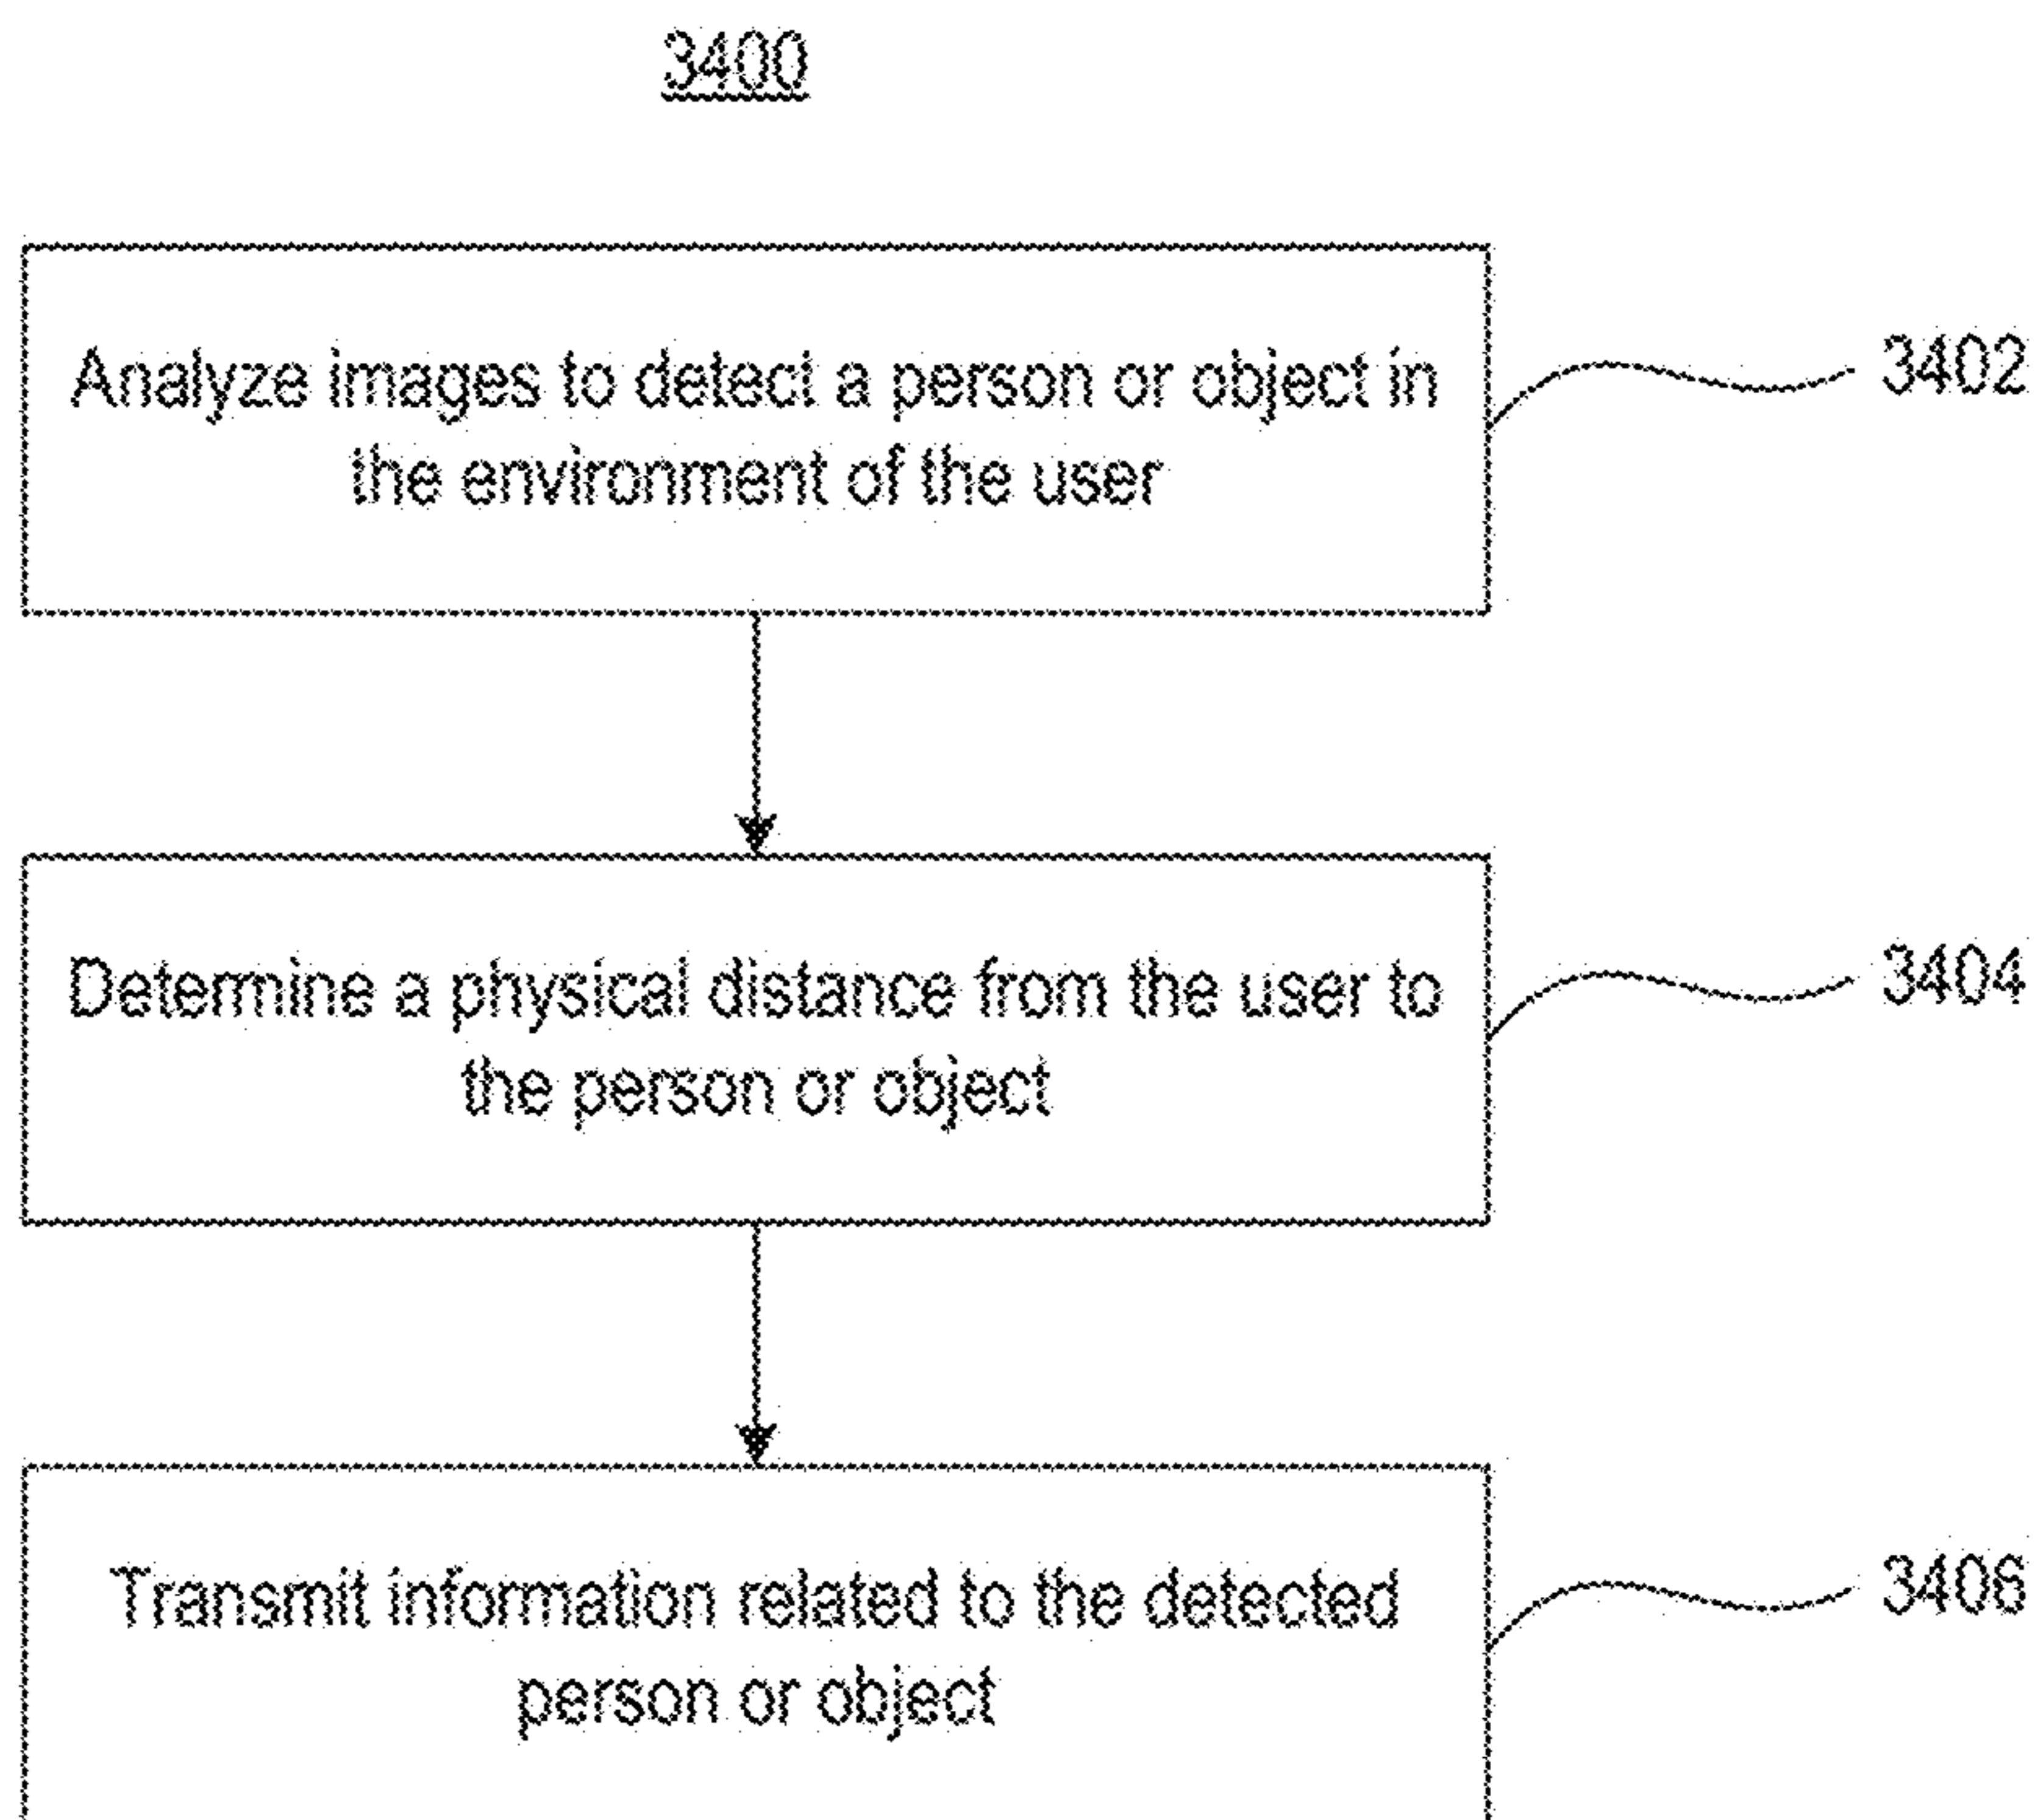 3400
Analyze images to detect a person or object in
the environment of the user
3402
Determine a physical distance from the user to
the person or object
3404
Transmit information related to the detected
person or object
3406